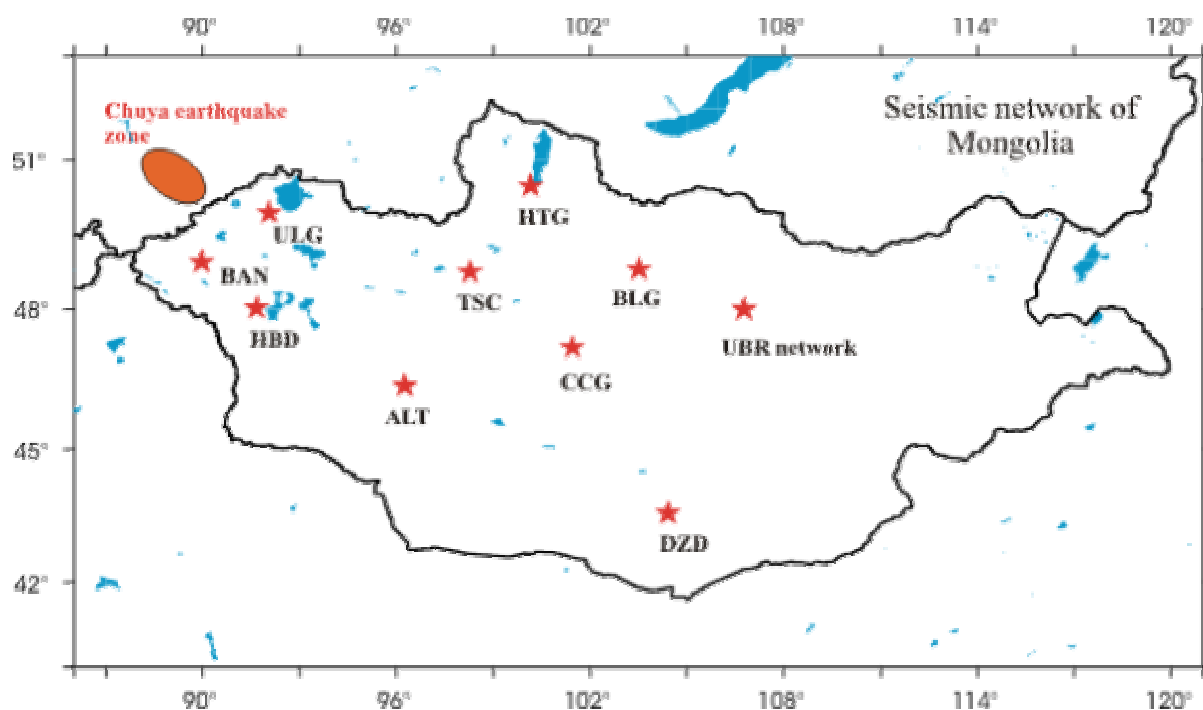 90° 96° 102° 108° 114° 120°
Chuya earthquake
zone
Seismic network of
Mongolia
51°
HTG
ULG
BAN
TSC
BLG
48°
HBD
UBR network
CCG
ALT
45°
DZD
42°
90° 96° 102° 108° 114° 120°